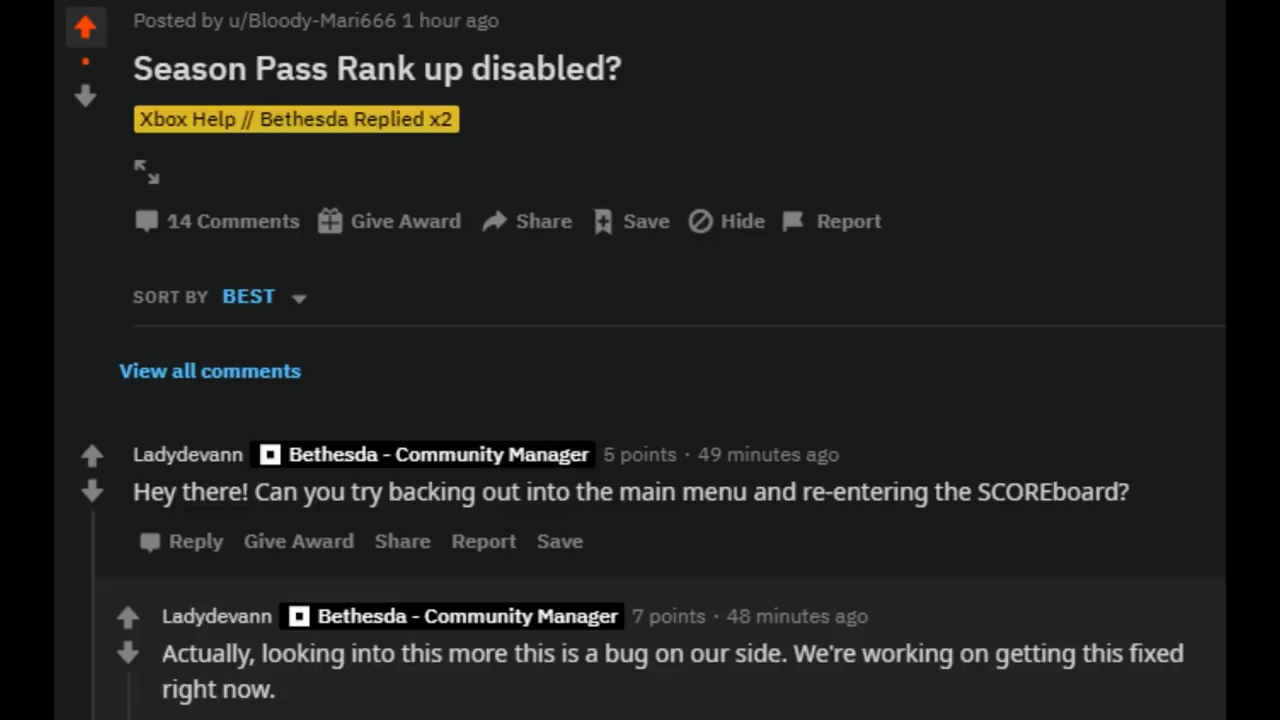 Posted by u/Bloody-Mari666 1 hour ago
Season Pass Rank up disabled?
Xbox Help // Bethesda Replied x2
14 Comments Give Award Share Save Hide Report
SORT BY BEST
View all comments
Ladydevann Bethesda - Community Manager 5 points · 49 minutes ago
Hey there! Can you try backing out into the main menu and re-entering the SCOREboard?
Reply Give Award Share Report Save
Ladydevann Bethesda - Community Manager 7 points · 48 minutes ago
Actually, looking into this more this is a bug on our side. We're working on getting this fixed
right now.